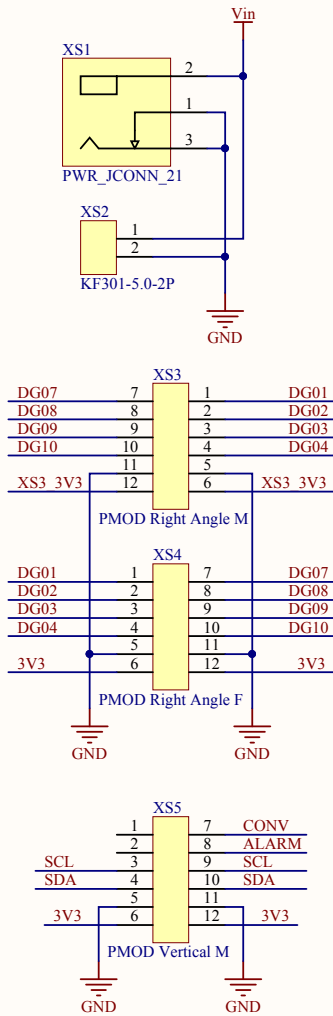 Vin
XS1
2
1
3
PWR_JCONN_21
XS2
1
2
KF301-5.0-2P
GND
XS3
DG07 7 1 DG01
DG08 8 2 DG02
DG09 9 3 DG03
DG10 10 4 DG04
11 5
XS3_3V3 12 6 XS3_3V3
PMOD Right Angle M
XS4
DG01 1 7 DG07
DG02 2 8 DG08
DG03 3 9 DG09
DG04 4 10 DG10
5 11
3V3 6 12 3V3
PMOD Right Angle F
GND GND
XS5
1 7 CONV
2 8 ALARM
SCL 3 9 SCL
SDA 4 10 SDA
5 11
3V3 6 12 3V3
PMOD Vertical M
GND GND